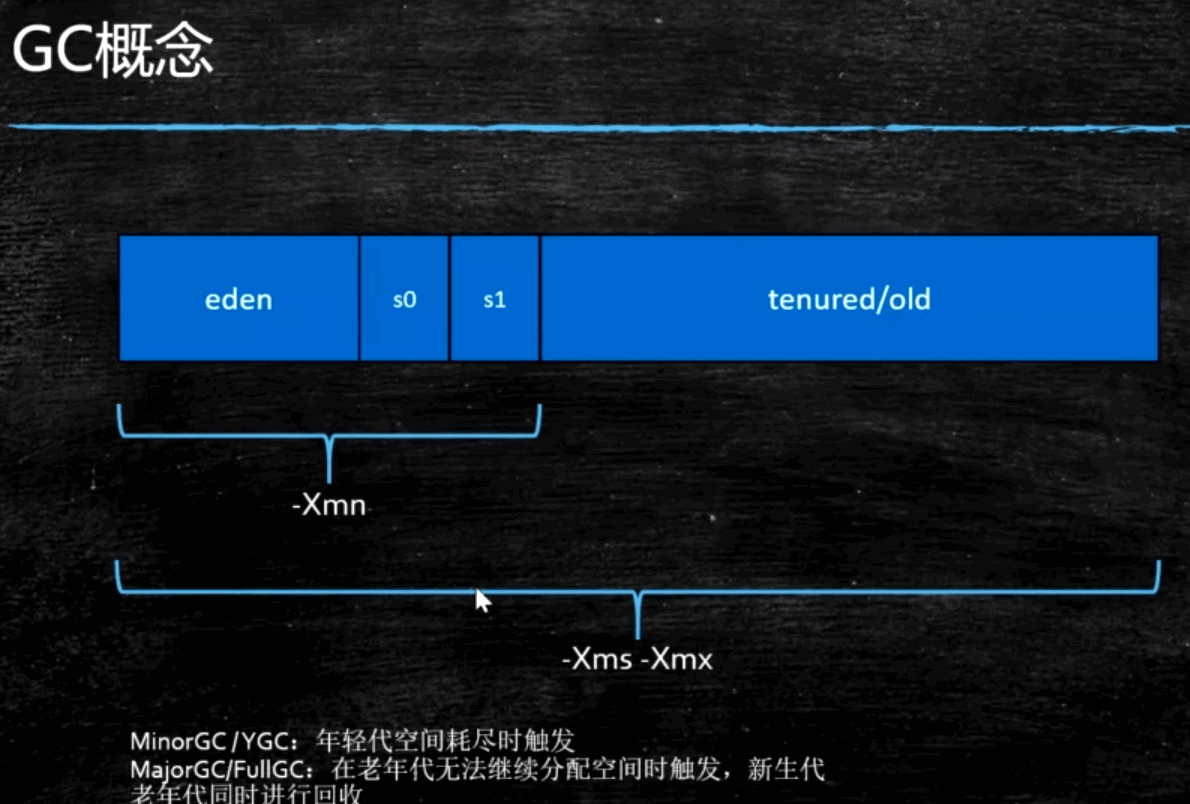 GC概念
eden
s0
s1
tenured/old
-Xmn
-Xms -Xmx
MinorGC/YGC：年轻代空间耗尽时触发
MajorGC/FullGC：在老年代无法继续分配空间时触发，新生代
老年代同时进行回收